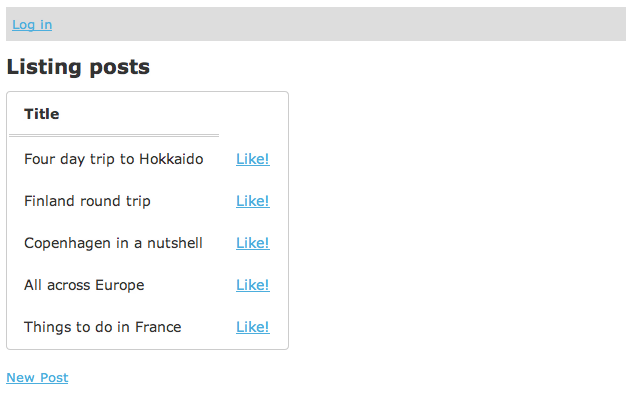 Log in
Listing posts
Title
Four day trip to Hokkaido Like!
Finland round trip Like!
Copenhagen in a nutshell Like!
All across Europe Like!
Things to do in France Like!
New Post